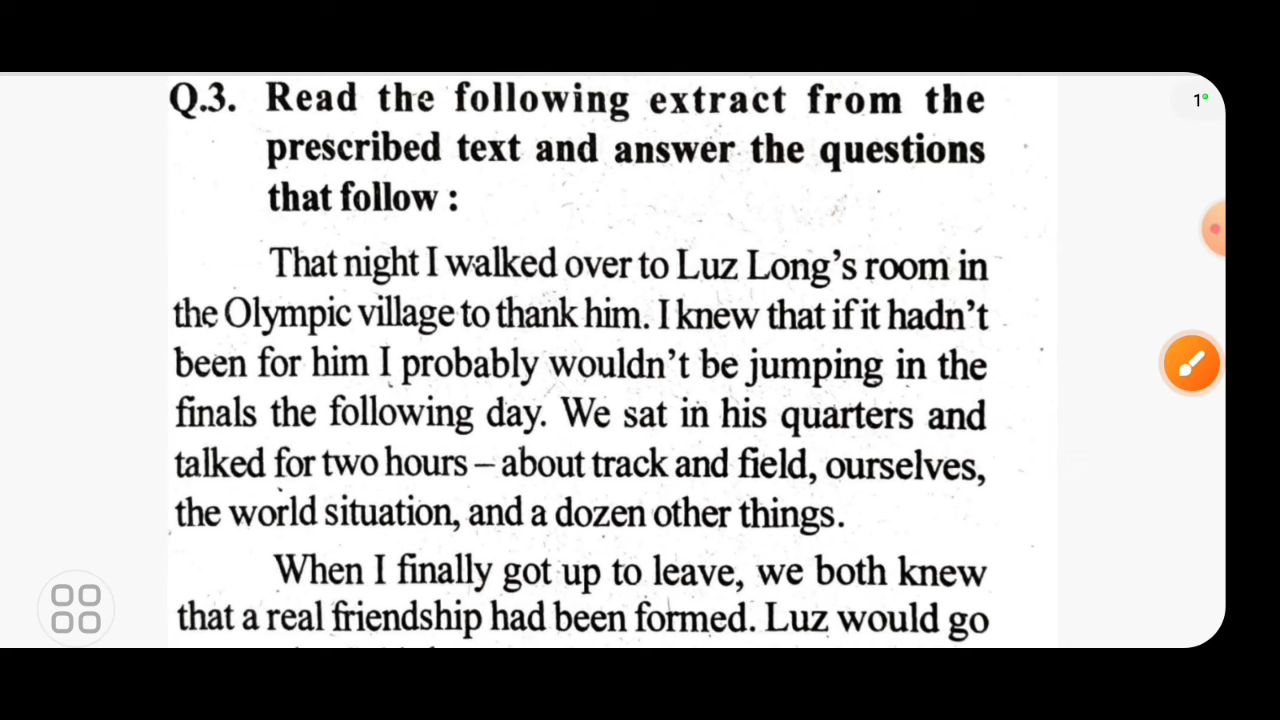 1
Q.3. Read the following extract from the
prescribed text and answer the questions
that follow :
That night I walked over to Luz Long's room in
the Olympic village to thank him. I knew that if it hadn't
been for him I probably wouldn't be jumping in the
finals the following day. We sat in his quarters and
talked for two hours – about track and field, ourselves,
the world situation, and a dozen other things.
When I finally got up to leave, we both knew
that a real friendship had been formed. Luz would go